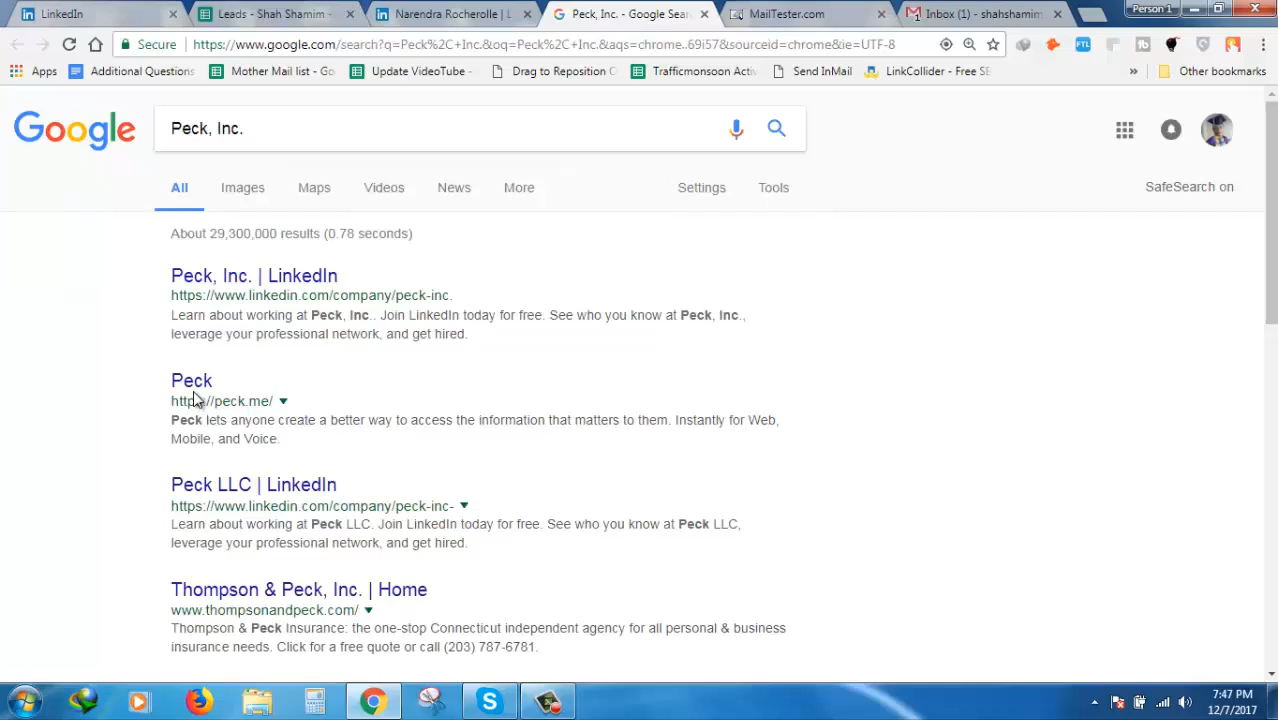 LinkedIn
Leads - Shah Shamim -
Narendra Rocherolle | L
Peck, Inc. - Google Sear
MailTester.com
Inbox (1) - shahshamim
Person 1
Secure
https://www.google.com/search?q=Peck%2C+Inc.&oq=Peck%2C+Inc.&aqs=chrome..69i57&sourceid=chrome&ie=UTF-8
FTL
Apps
Additional Questions
Mother Mail list - Go
Update VideoTube -
Drag to Reposition C
Trafficmonsoon Acti
Send InMail
LinkCollider - Free SE
»
Other bookmarks
Google
Peck, Inc.
All
Images
Maps
Videos
News
More
Settings
Tools
SafeSearch on
About 29,300,000 results (0.78 seconds)
Peck, Inc. | LinkedIn
https://www.linkedin.com/company/peck-inc.
Learn about working at Peck, Inc.. Join LinkedIn today for free. See who you know at Peck, Inc.,
leverage your professional network, and get hired.
Peck
https://peck.me/
Peck lets anyone create a better way to access the information that matters to them. Instantly for Web,
Mobile, and Voice.
Peck LLC | LinkedIn
https://www.linkedin.com/company/peck-inc-
Learn about working at Peck LLC. Join LinkedIn today for free. See who you know at Peck LLC,
leverage your professional network, and get hired.
Thompson & Peck, Inc. | Home
www.thompsonandpeck.com/
Thompson & Peck Insurance: the one-stop Connecticut independent agency for all personal & business
insurance needs. Click for a free quote or call (203) 787-6781.
7:47 PM
12/7/2017